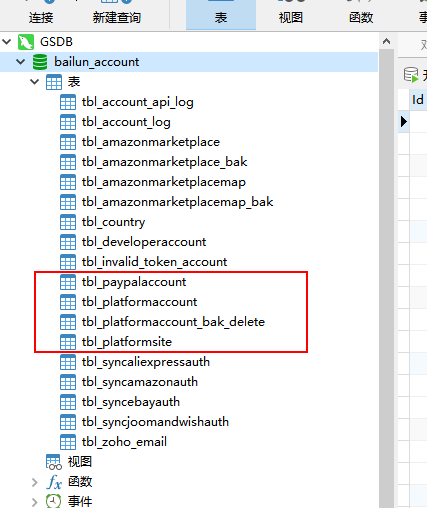 连接 新建查询 表 视图 函数 事件
GSDB
bailun_account
表
Id
tbl_account_api_log
tbl_account_log
tbl_amazonmarketplace
tbl_amazonmarketplace_bak
tbl_amazonmarketplacemap
tbl_amazonmarketplacemap_bak
tbl_country
tbl_developeraccount
tbl_invalid_token_account
tbl_paypalaccount
tbl_platformaccount
tbl_platformaccount_bak_delete
tbl_platformsite
tbl_syncaliexpressauth
tbl_syncamazonauth
tbl_syncebayauth
tbl_syncjoomandwishauth
tbl_zoho_email
视图
函数
事件